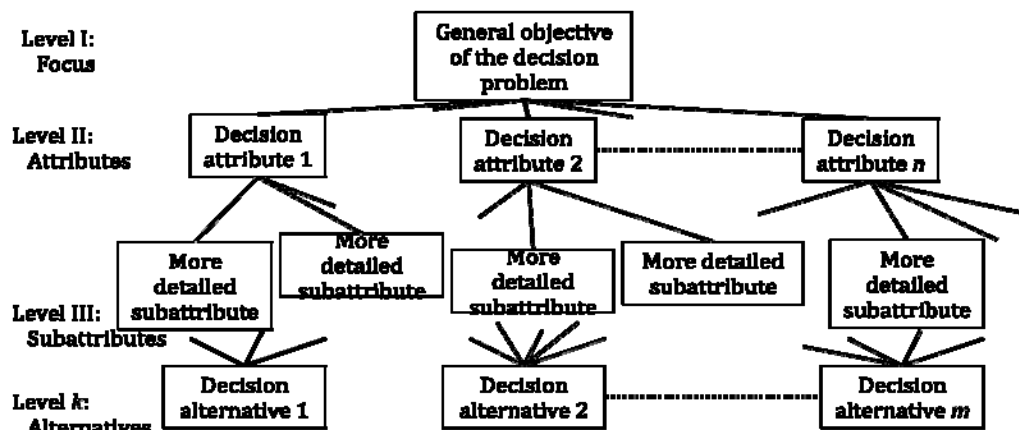 Level I:
Focus
General objective
of the decision
problem
Level II:
Attributes
Decision
attribute 1
Decision
attribute 2
Decision
attribute n
More
detailed
subattribute
More
detailed
subattribute
More
detailed
subattribute
More detailed
subattribute
More
detailed
subattribute
Level III:
Subattributes
Level k:
Alternatives
Decision
alternative 1
Decision
alternative 2
Decision
alternative m